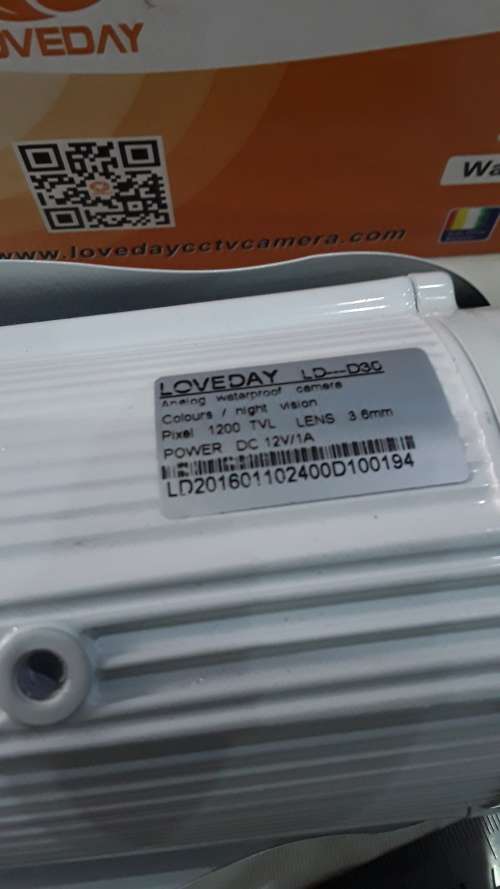 LOVEDAY
www.lovedaycctvcamera.com
LOVEDAY LD---D30
Analog waterproof camera
Colours / night vision
Pixel 1200 TVL LENS 3.6mm
POWER DC 12V/1A
LD201601102400D100194